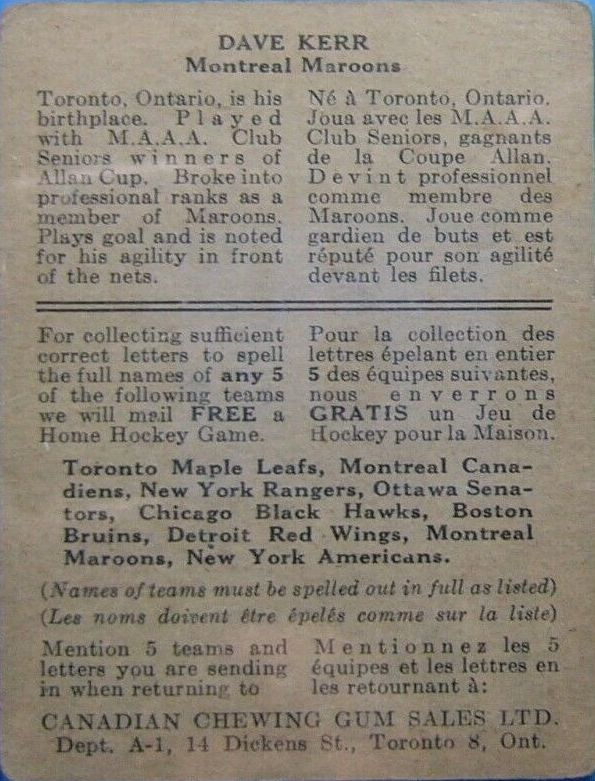 DAVE KERR
Montreal Maroons
Toronto, Ontario, is his
birthplace. Played
with M.A.A.A. Club
Seniors winners of
Allan Cup. Broke into
professional ranks as a
member of Maroons.
Plays goal and is noted
for his agility in front
of the nets.
Né à Toronto, Ontario.
Joua avec les M.A.A.A.
Club Seniors, gagnants
de la Coupe Allan.
Devint professionnel
comme membre des
Maroons. Joue comme
gardien de buts et est
réputé pour son agilité
devant les filets.
For collecting sufficient
correct letters to spell
the full names of any 5
of the following teams
we will mail FREE a
Home Hockey Game.
Pour la collection des
lettres épelant en entier
5 des équipes suivantes,
nous enverrons
GRATIS un Jeu de
Hockey pour la Maison.
Toronto Maple Leafs, Montreal Cana-
diens, New York Rangers, Ottawa Sena-
tors, Chicago Black Hawks, Boston
Bruins, Detroit Red Wings, Montreal
Maroons, New York Americans.
(Names of teams must be spelled out in full as listed)
(Les noms doivent être épelés comme sur la liste)
Mention 5 teams and
letters you are sending
in when returning to
Mentionnez les 5
équipes et les lettres en
les retournant à:
CANADIAN CHEWING GUM SALES LTD.
Dept. A-1, 14 Dickens St., Toronto 8, Ont.